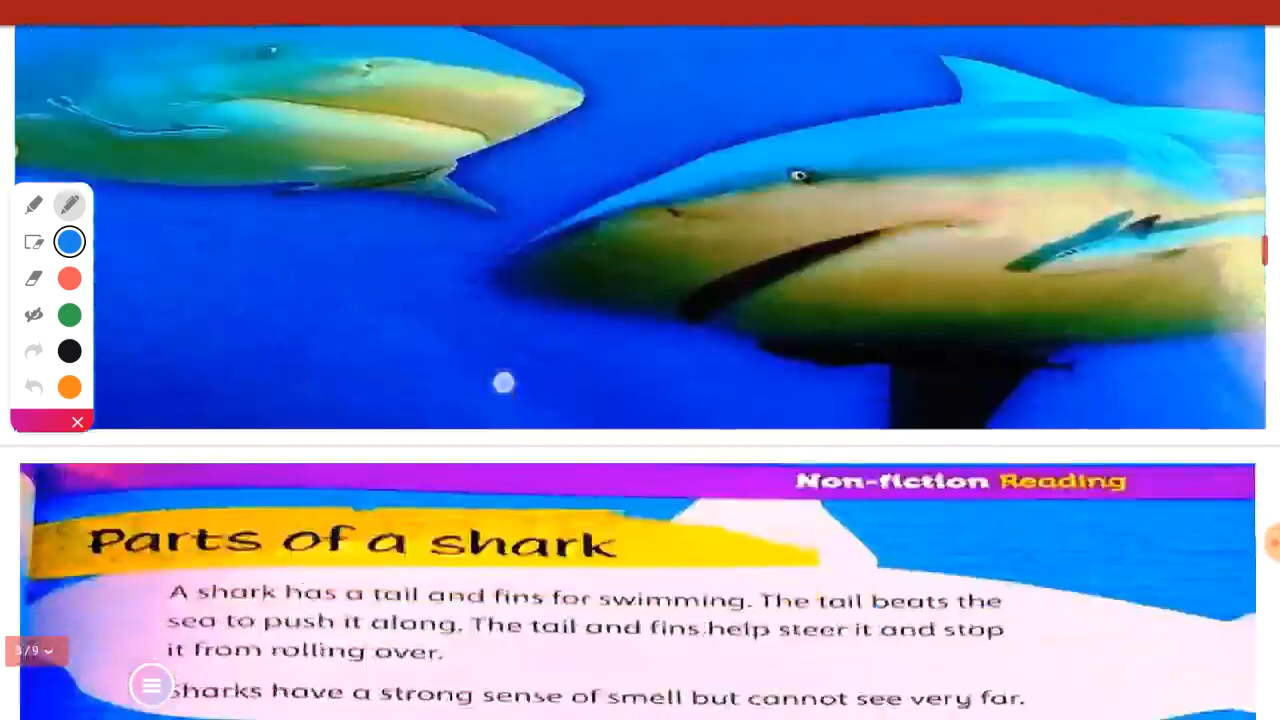 Non-fiction Reading
Parts of a shark
A shark has a tail and fins for swimming. The tail beats the
sea to push it along. The tail and fins help steer it and stop
it from rolling over.
3/9
Sharks have a strong sense of smell but cannot see very far.